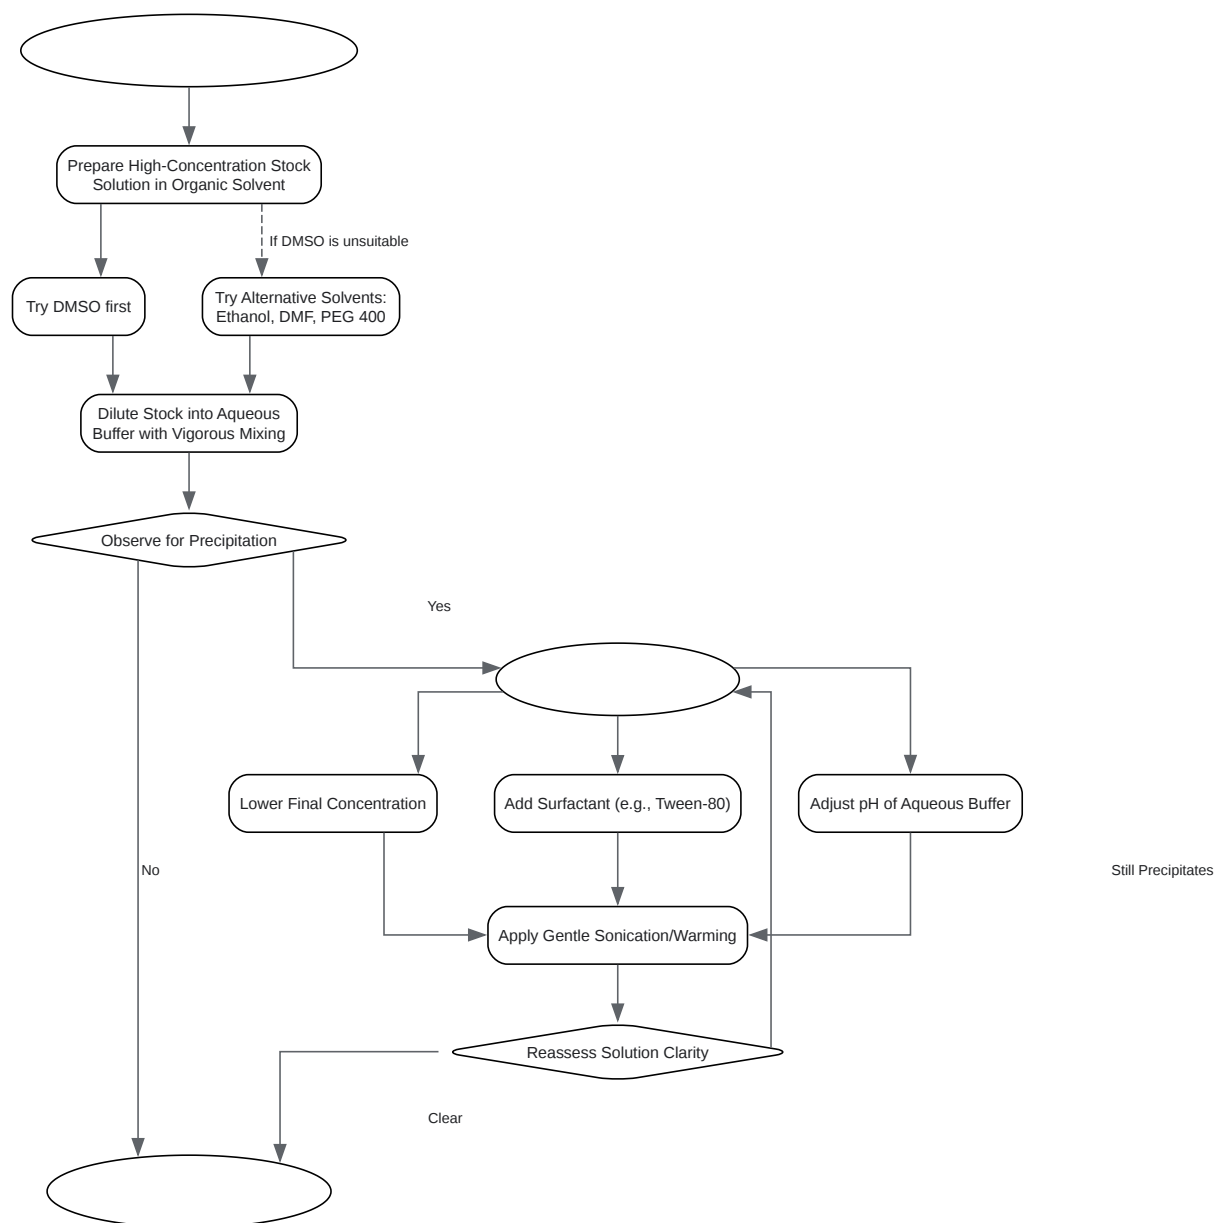 Prepare High-Concentration Stock
Solution in Organic Solvent
If DMSO is unsuitable
Try DMSO first
Try Alternative Solvents:
Ethanol, DMF, PEG 400
Dilute Stock into Aqueous
Buffer with Vigorous Mixing
Observe for Precipitation
Yes
Lower Final Concentration
Add Surfactant (e.g., Tween-80)
Adjust pH of Aqueous Buffer
No
Still Precipitates
Apply Gentle Sonication/Warming
Reassess Solution Clarity
Clear